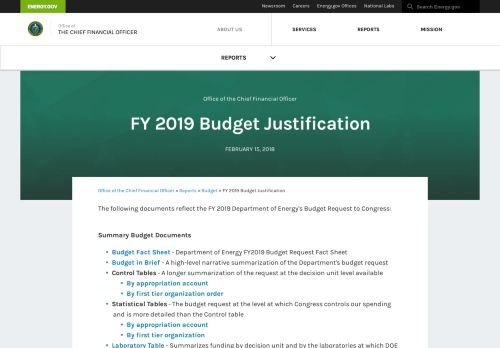 ENERGY.GOV
Newsroom Careers Energy.gov Offices National Labs Search Energy.gov
Office of
THE CHIEF FINANCIAL OFFICER
ABOUT US SERVICES REPORTS MISSION
REPORTS
Office of the Chief Financial Officer
FY 2019 Budget Justification
FEBRUARY 15, 2018
Office of the Chief Financial Officer » Reports » Budget » FY 2019 Budget Justification
The following documents reflect the FY 2019 Department of Energy's Budget Request to Congress:
Summary Budget Documents
• Budget Fact Sheet - Department of Energy FY2019 Budget Request Fact Sheet
• Budget in Brief - A high-level narrative summarization of the Department's budget request
• Control Tables - A longer summarization of the request at the decision unit level available
• By appropriation account
• By first tier organization order
• Statistical Tables - The budget request at the level at which Congress controls our spending
and is more detailed than the Control table
• By appropriation account
• By first tier organization
• Laboratory Table - Summarizes funding by decision unit and by the laboratories at which DOE